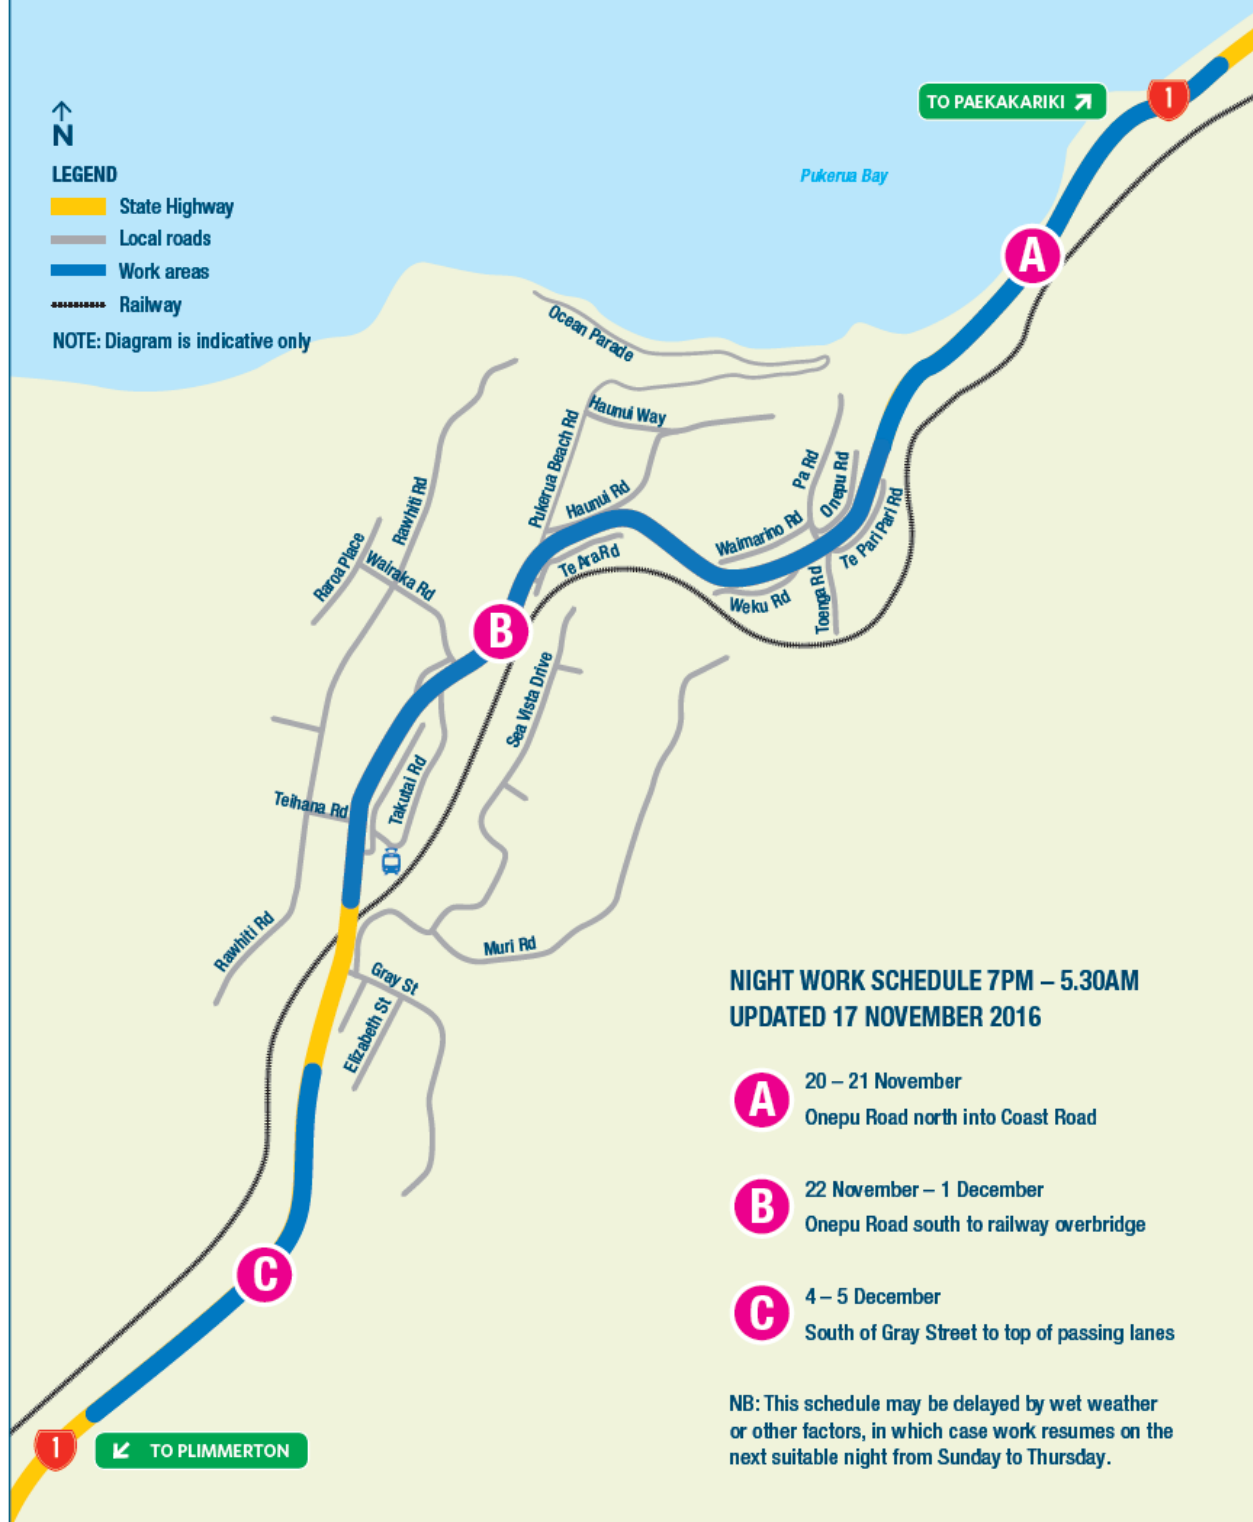 TO PAEKAKARIKI
1
N
LEGEND
State Highway
Local roads
Work areas
Railway
NOTE: Diagram is indicative only
Pukerua Bay
A
Ocean Parade
Haunui Way
Pukerua Beach Rd
Haunui Rd
Pa Rd
Onepu Rd
Rawhiti Rd
Waimarino Rd
Te Pari Pari Rd
Raroa Place
Wairaka Rd
Te Ara Rd
Weku Rd
Toenga Rd
B
Sea Vista Drive
Takutai Rd
Teihana Rd
Rawhiti Rd
Muri Rd
Gray St
Elizabeth St
C
1
TO PLIMMERTON
NIGHT WORK SCHEDULE 7PM – 5.30AM
UPDATED 17 NOVEMBER 2016
A
20 – 21 November
Onepu Road north into Coast Road
B
22 November – 1 December
Onepu Road south to railway overbridge
C
4 – 5 December
South of Gray Street to top of passing lanes
NB: This schedule may be delayed by wet weather
or other factors, in which case work resumes on the
next suitable night from Sunday to Thursday.